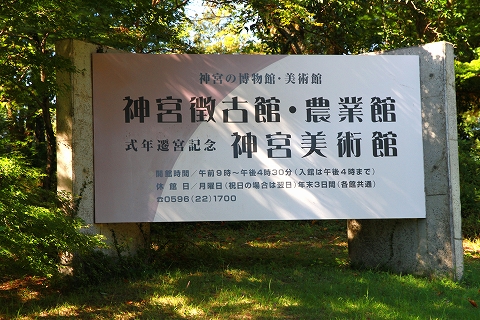 神宮の博物館・美術館
神宮徴古館・農業館
式年遷宮記念 神宮美術館
開館時間／午前9時～午後4時30分（入館は午後4時まで）
休館日／月曜日（祝日の場合は翌日）年末3日間（各館共通）
☎0596（22）1700